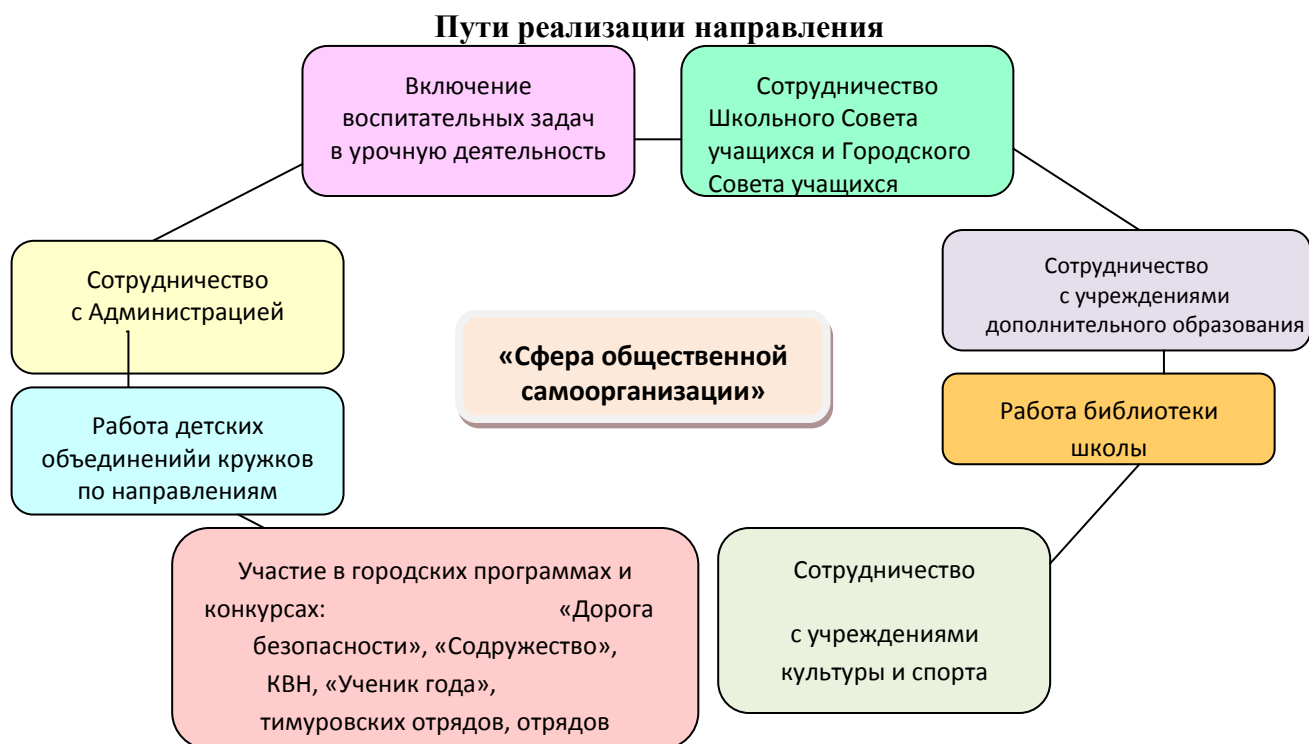 Пути реализации направления
Включение
воспитательных задач
в урочную деятельность
Сотрудничество
Школьного Совета
учащихся и Городского
Совета учащихся
Сотрудничество
с Администрацией
.
Сотрудничество
с учреждениями
дополнительного образования
«Сфера общественной
самоорганизации»
Работа детских
объединенийи кружков
по направлениям
Работа библиотеки
школы
Участие в городских программах и
конкурсах: «Дорога
безопасности», «Содружество»,
КВН, «Ученик года»,
тимуровских отрядов, отрядов
Сотрудничество
с учреждениями
культуры и спорта